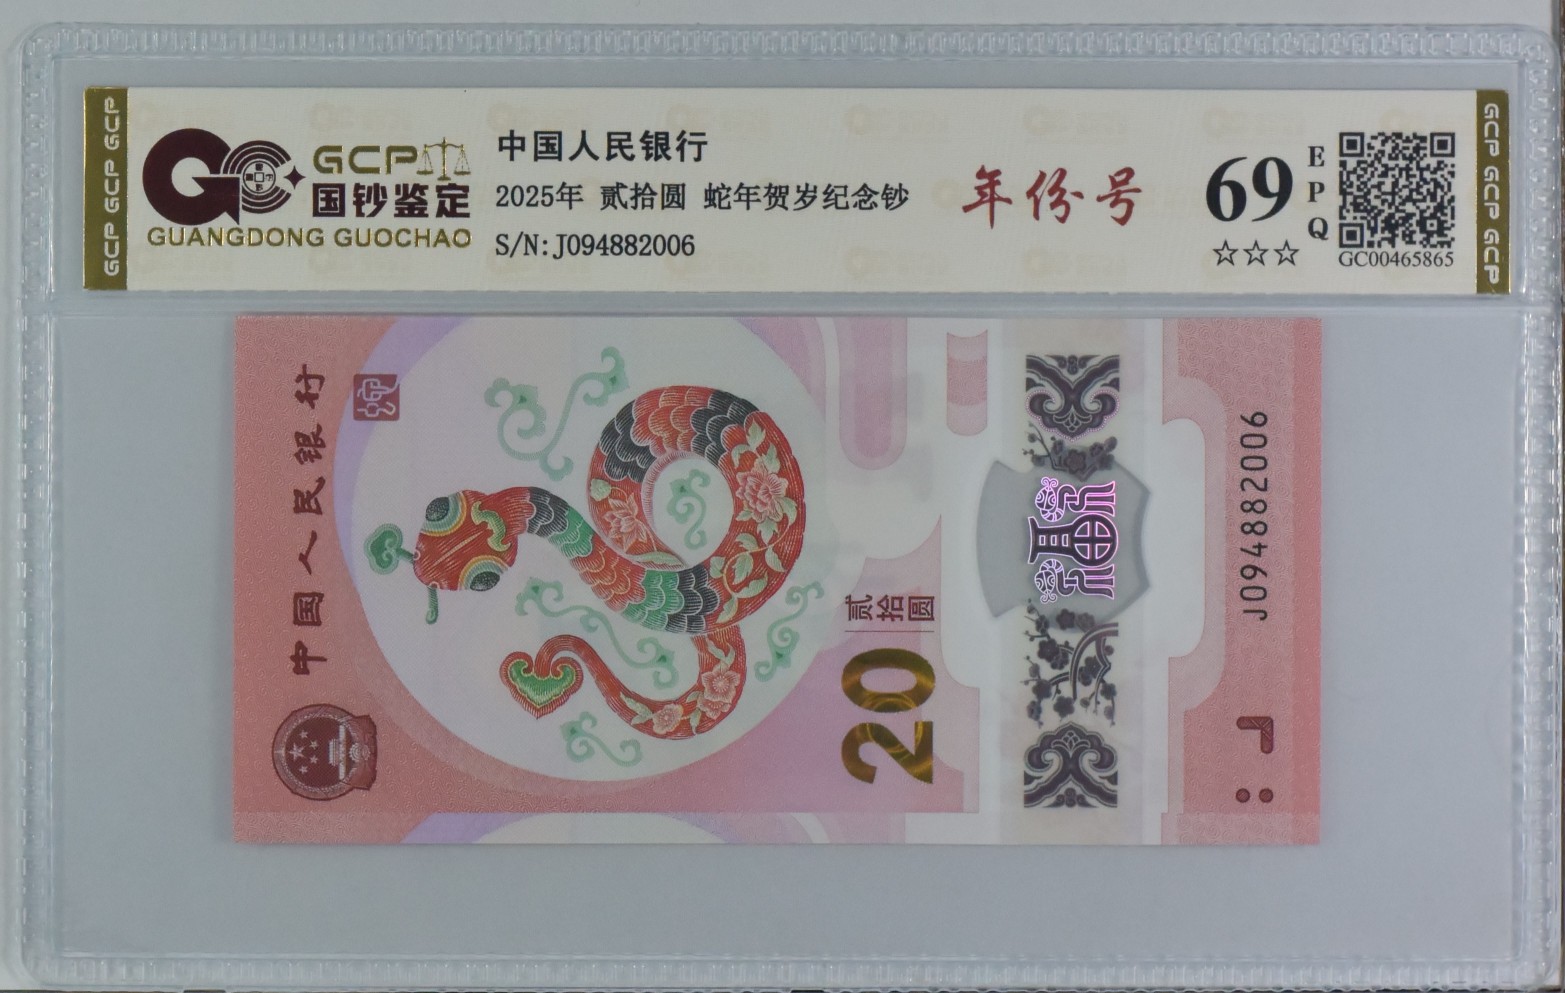 GCP GCP GCP
GCP
国钞鉴定
GUANGDONG GUOCHAO
中国人民银行
2025年 贰拾圆 蛇年贺岁纪念钞
S/N:J094882006
年份号
69
EPQ
☆☆☆
GC00465865
GCP GCP GCP
中国人民银行
贰拾圆
20
J094882006